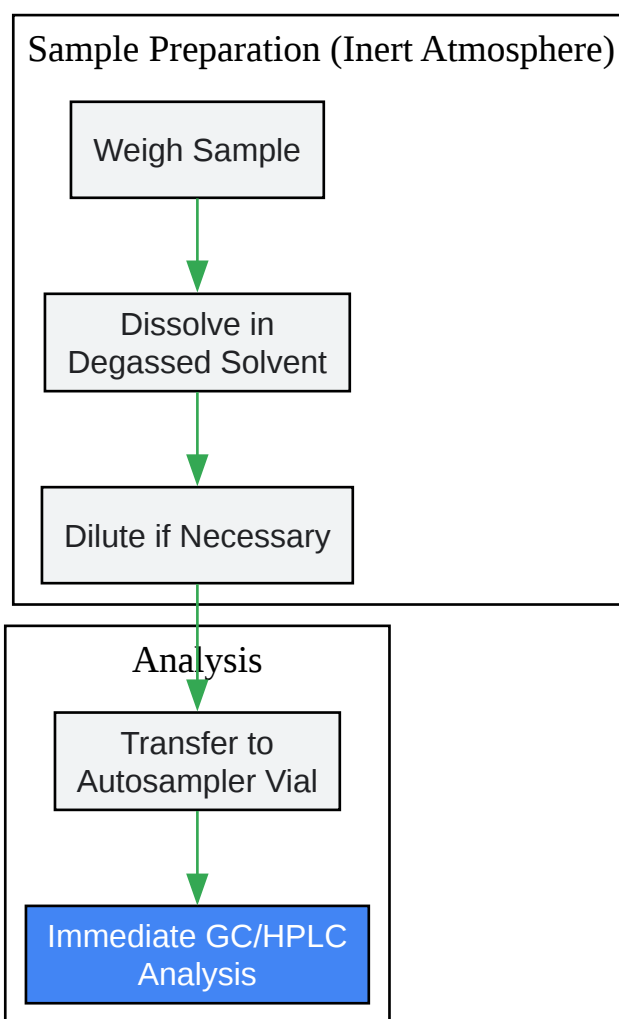 Sample Preparation (Inert Atmosphere)
Weigh Sample
Dissolve in
Degassed Solvent
Dilute if Necessary
Analysis
Transfer to
Autosampler Vial
Immediate GC/HPLC
Analysis